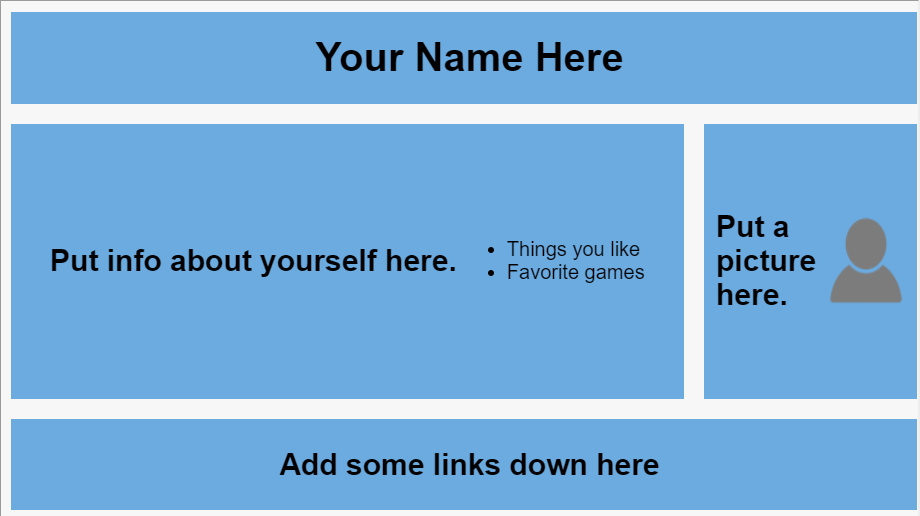 Your Name Here
Put info about yourself here.
Things you like
Favorite games
Put a
picture
here.
Add some links down here